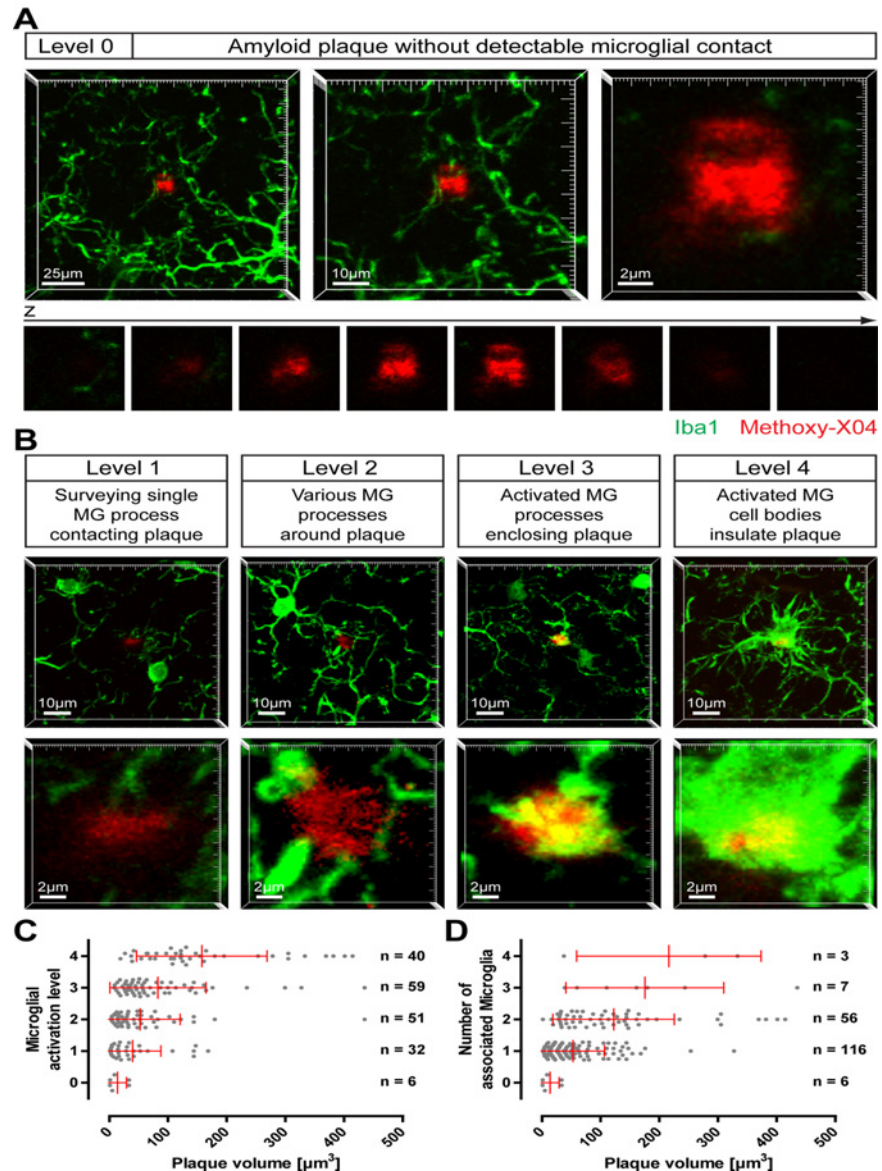 A
Level 0
Amyloid plaque without detectable microglial contact
25µm
10µm
2µm
z
Iba1 Methoxy-X04
B
Level 1
Surveying single
MG process
contacting plaque
Level 2
Various MG
processes
around plaque
Level 3
Activated MG
processes
enclosing plaque
Level 4
Activated MG
cell bodies
insulate plaque
10µm
10µm
10µm
10µm
2µm
2µm
2µm
2µm
C
Microglial
activation level
4
3
2
1
0
n = 40
n = 59
n = 51
n = 32
n = 6
0
100
200
300
400
500
Plaque volume [µm³]
D
Number of
associated Microglia
4
3
2
1
0
n = 3
n = 7
n = 56
n = 116
n = 6
0
100
200
300
400
500
Plaque volume [µm³]